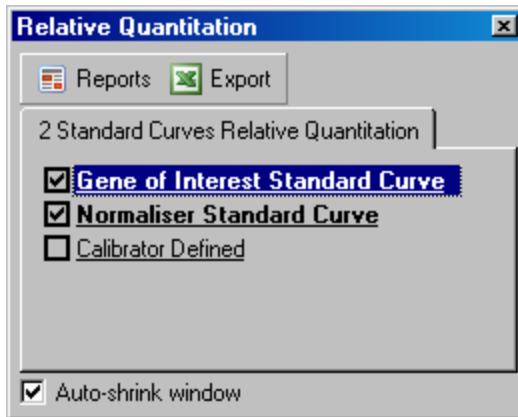 Relative Quantitation
Reports Export
2 Standard Curves Relative Quantitation
Gene of Interest Standard Curve
Normaliser Standard Curve
Calibrator Defined
Auto-shrink window